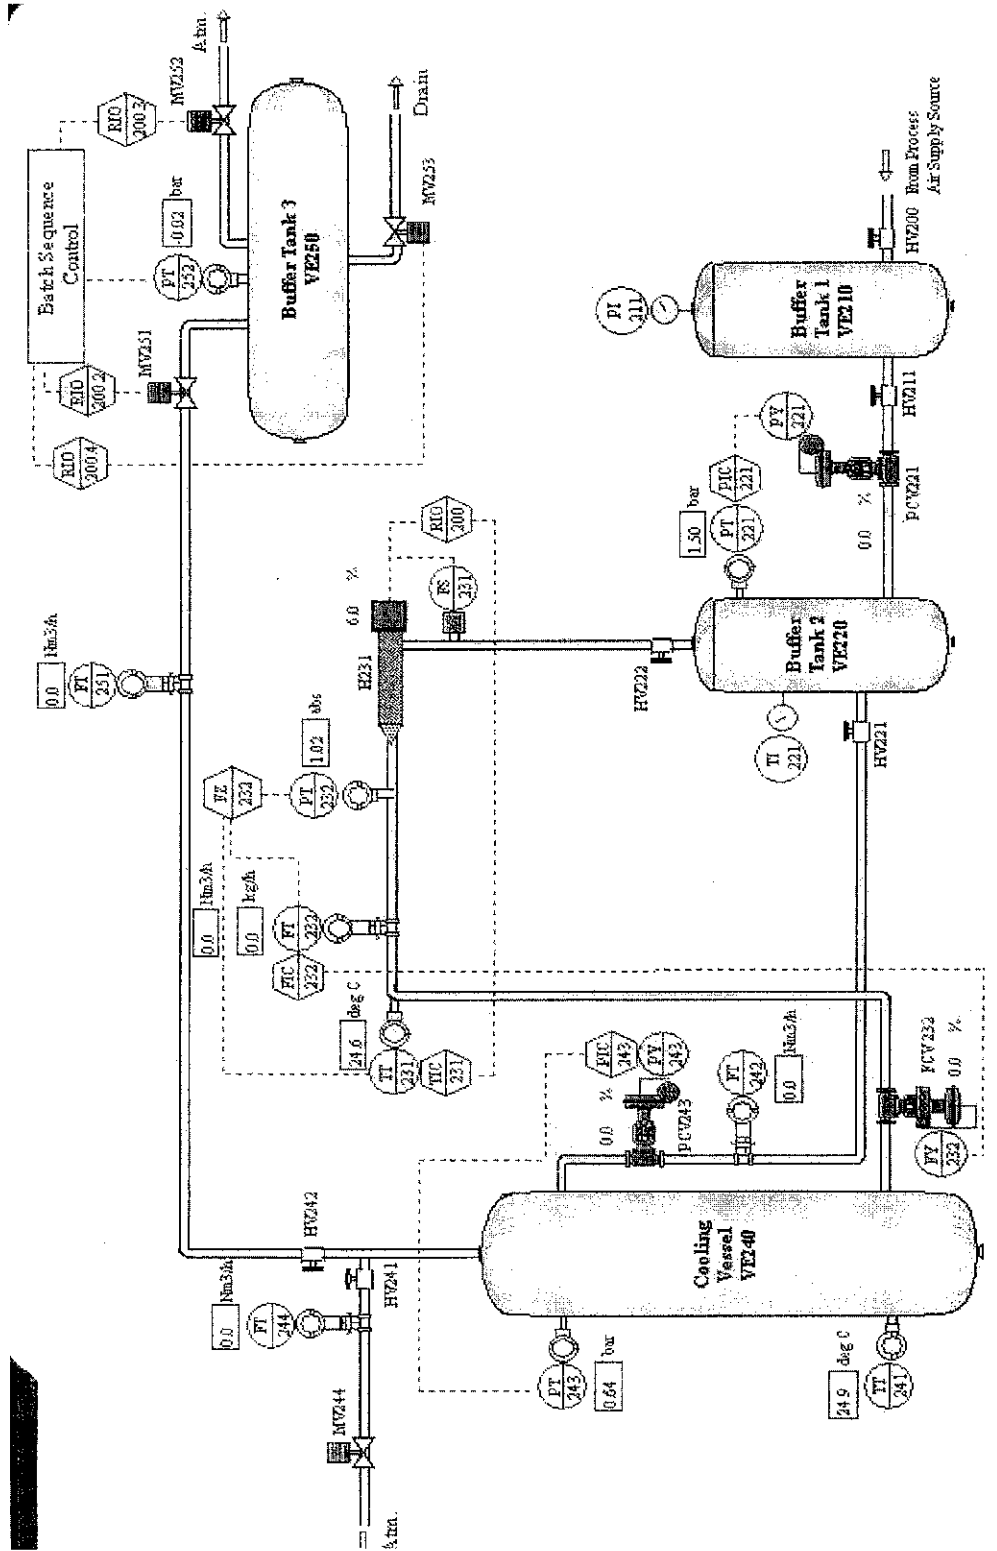 Batch Sequence
Control
RIO
200.4
RIO
200.2
RIO
200.3
MV251
PT
252
-0.02
bar
MV252
Atm.
0.0
Nm3/h
FT
251
Buffer Tank 3
VE250
Drain
MV253
0.0
Nm3/h
FT
244
HV242
MV244
HV241
Atm.
0.0
Nm3/h
0.0
kg/h
FE
232
FIC
232
FT
232
PT
232
1.02
abs
24.6
deg C
TT
231
TIC
231
H231
0.0
%
FS
231
RIO
200
PT
243
0.64
bar
PIC
243
PY
243
0.0
%
PCV243
FT
242
0.0
Nm3/h
Cooling
Vessel
VE240
24.9
deg C
TT
241
FCV232
0.0
%
FY
232
HV222
HV221
TI
221
Buffer
Tank 2
VE220
1.50
bar
PT
221
PIC
221
PY
221
0.0
%
PCV221
HV211
PI
211
Buffer
Tank 1
VE210
HV200
From Process
Air Supply Source